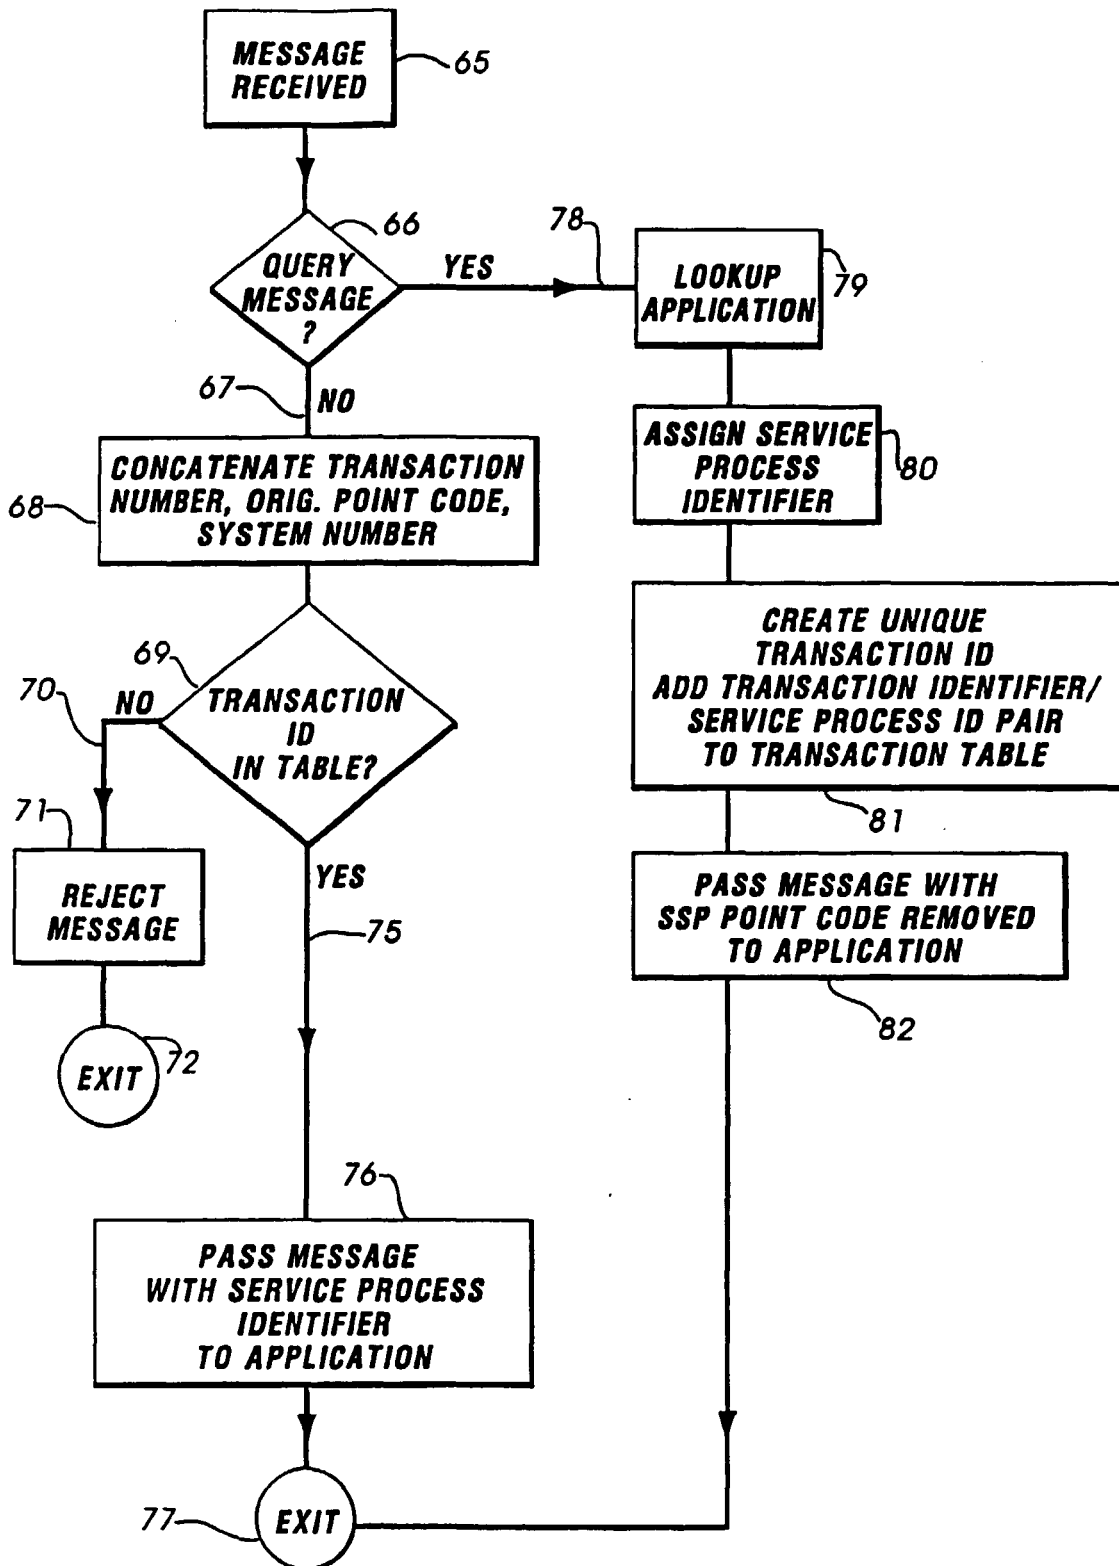 MESSAGE
RECEIVED
65
66
QUERY
MESSAGE
?
YES
78
LOOKUP
APPLICATION
79
67
NO
ASSIGN SERVICE
PROCESS
IDENTIFIER
80
68
CONCATENATE TRANSACTION
NUMBER, ORIG. POINT CODE,
SYSTEM NUMBER
CREATE UNIQUE
TRANSACTION ID
ADD TRANSACTION IDENTIFIER/
SERVICE PROCESS ID PAIR
TO TRANSACTION TABLE
81
69
TRANSACTION
ID
IN TABLE?
70
NO
71
REJECT
MESSAGE
YES
75
PASS MESSAGE WITH
SSP POINT CODE REMOVED
TO APPLICATION
82
EXIT
72
76
PASS MESSAGE
WITH SERVICE PROCESS
IDENTIFIER
TO APPLICATION
77
EXIT